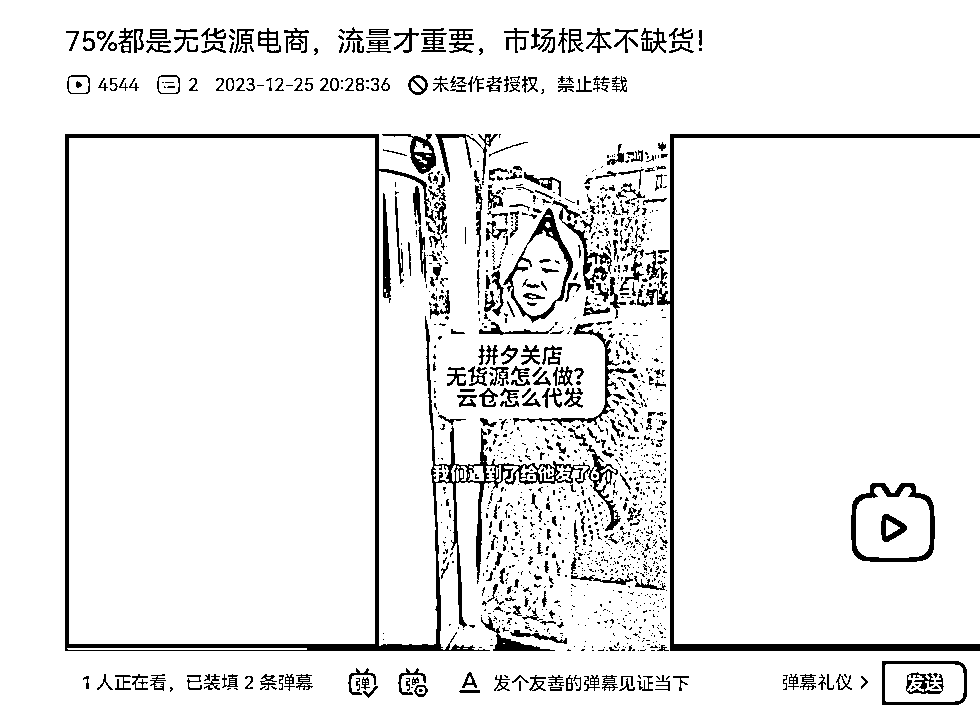 75%都是无货源电商，流量才重要，市场根本不缺货！
4544 2 2023-12-25 20:28:36 未经作者授权，禁止转载
拼夕关店
无货源怎么做？
云仓怎么代发
我们遇到了给他发了6个
1 人正在看，已装填 2 条弹幕 弹 弹 A 发个友善的弹幕见证当下 弹幕礼仪 > 发送